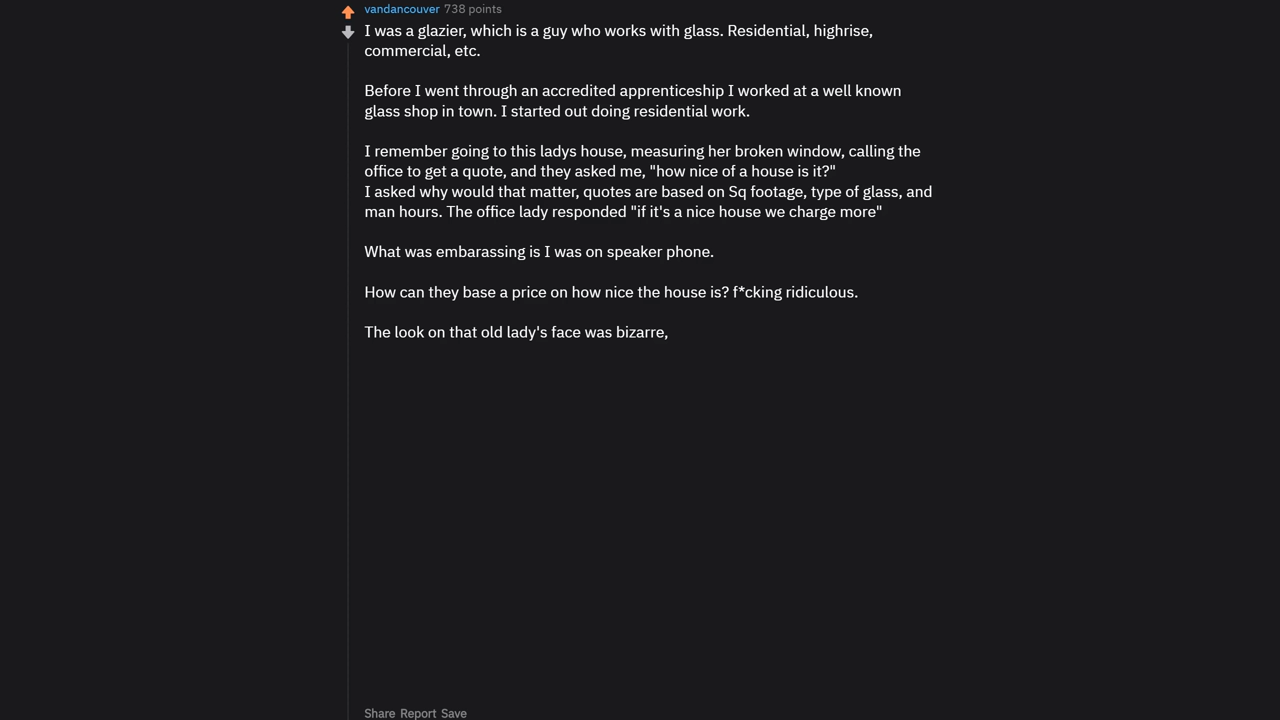 vandancouver 738 points
I was a glazier, which is a guy who works with glass. Residential, highrise,
commercial, etc.
Before I went through an accredited apprenticeship I worked at a well known
glass shop in town. I started out doing residential work.
I remember going to this ladys house, measuring her broken window, calling the
office to get a quote, and they asked me, "how nice of a house is it?"
I asked why would that matter, quotes are based on Sq footage, type of glass, and
man hours. The office lady responded "if it's a nice house we charge more"
What was embarassing is I was on speaker phone.
How can they base a price on how nice the house is? f*cking ridiculous.
The look on that old lady's face was bizarre,
Share Report Save